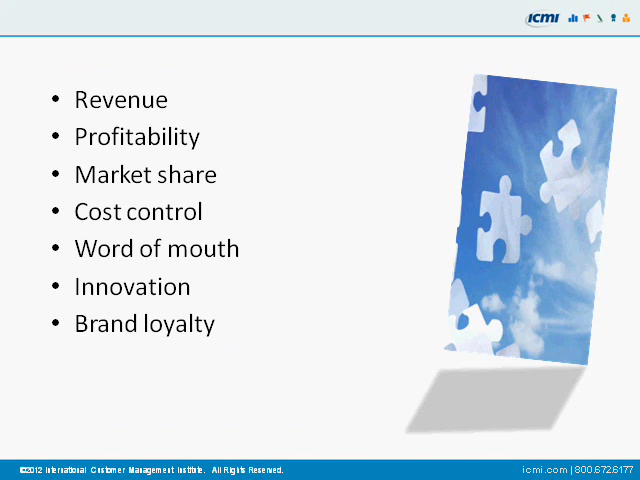 ICMI
• Revenue
• Profitability
• Market share
• Cost control
• Word of mouth
• Innovation
• Brand loyalty
©2012 International Customer Management Institute. All Rights Reserved.
icmi.com | 800.672.6177